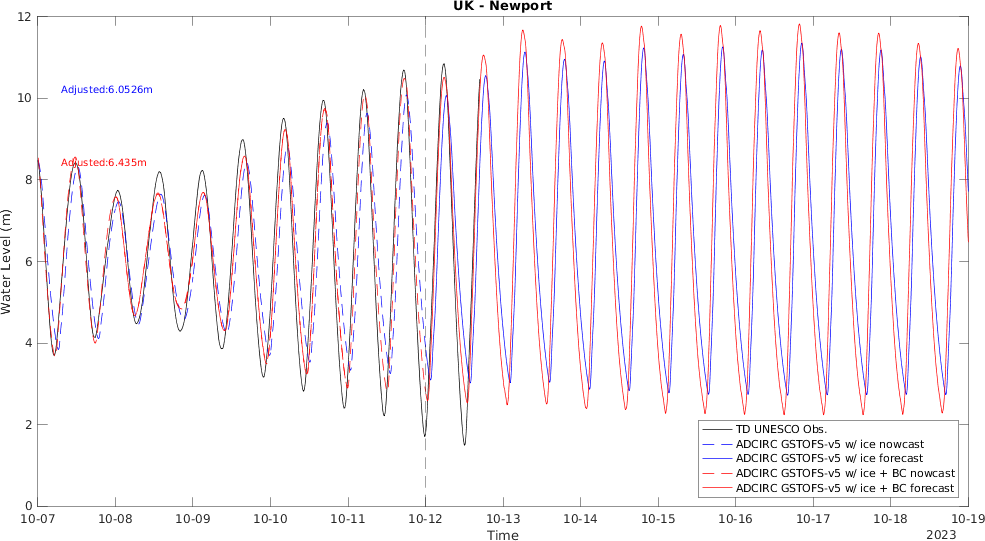 UK - Newport
12
10
8
6
4
2
0
Water Level (m)
Adjusted:6.0526m
Adjusted:6.435m
TD UNESCO Obs.
ADCIRC GSTOFS-v5 w/ ice nowcast
ADCIRC GSTOFS-v5 w/ ice forecast
ADCIRC GSTOFS-v5 w/ ice + BC nowcast
ADCIRC GSTOFS-v5 w/ ice + BC forecast
10-07 10-08 10-09 10-10 10-11 10-12 10-13 10-14 10-15 10-16 10-17 10-18 10-19
Time
2023